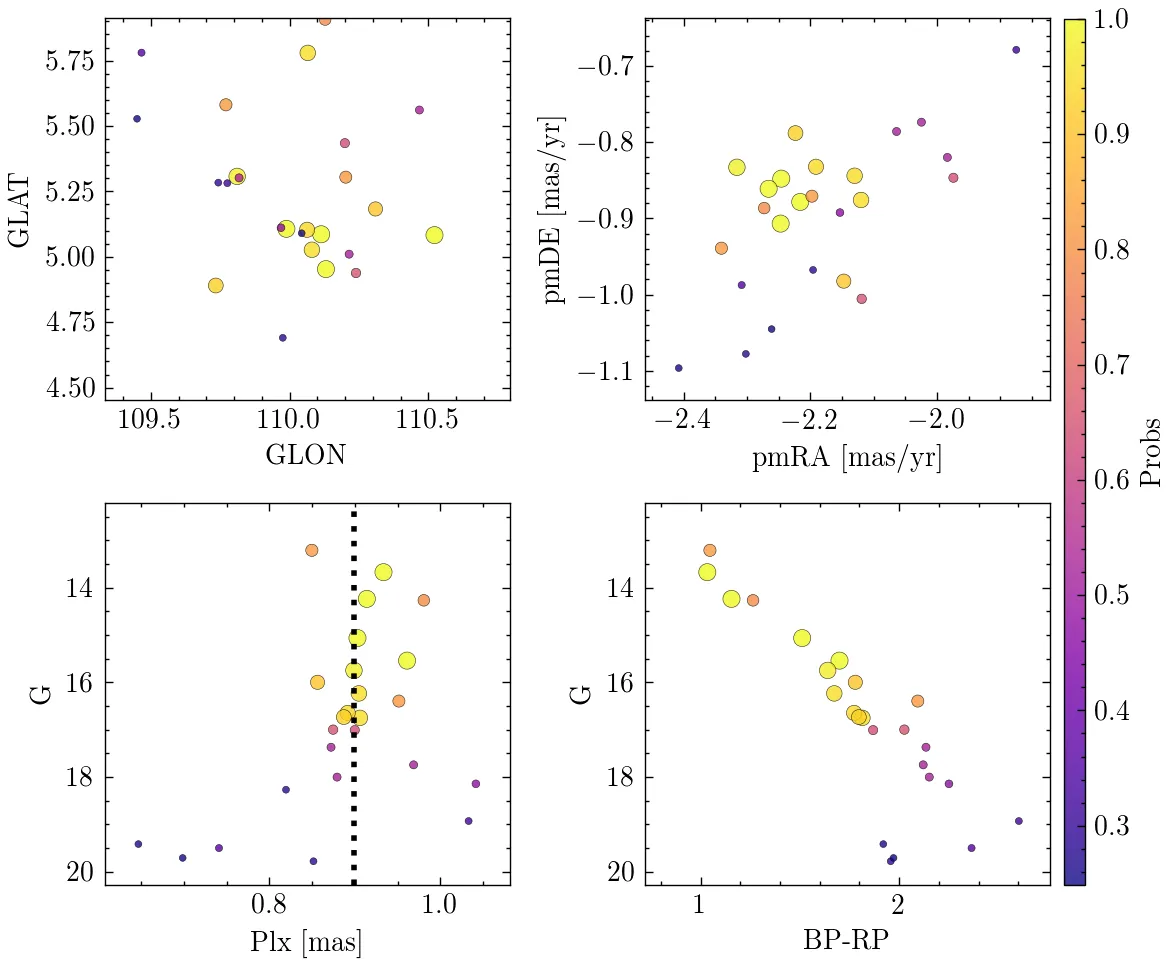 5.75
5.50
5.25
5.00
4.75
4.50
GLAT
109.5 110.0 110.5
GLON
−0.7
−0.8
−0.9
−1.0
−1.1
pmDE [mas/yr]
−2.4 −2.2 −2.0
pmRA [mas/yr]
14
16
18
20
G
0.8 1.0
Plx [mas]
14
16
18
20
G
1 2
BP-RP
1.0
0.9
0.8
0.7
0.6
0.5
0.4
0.3
Probs